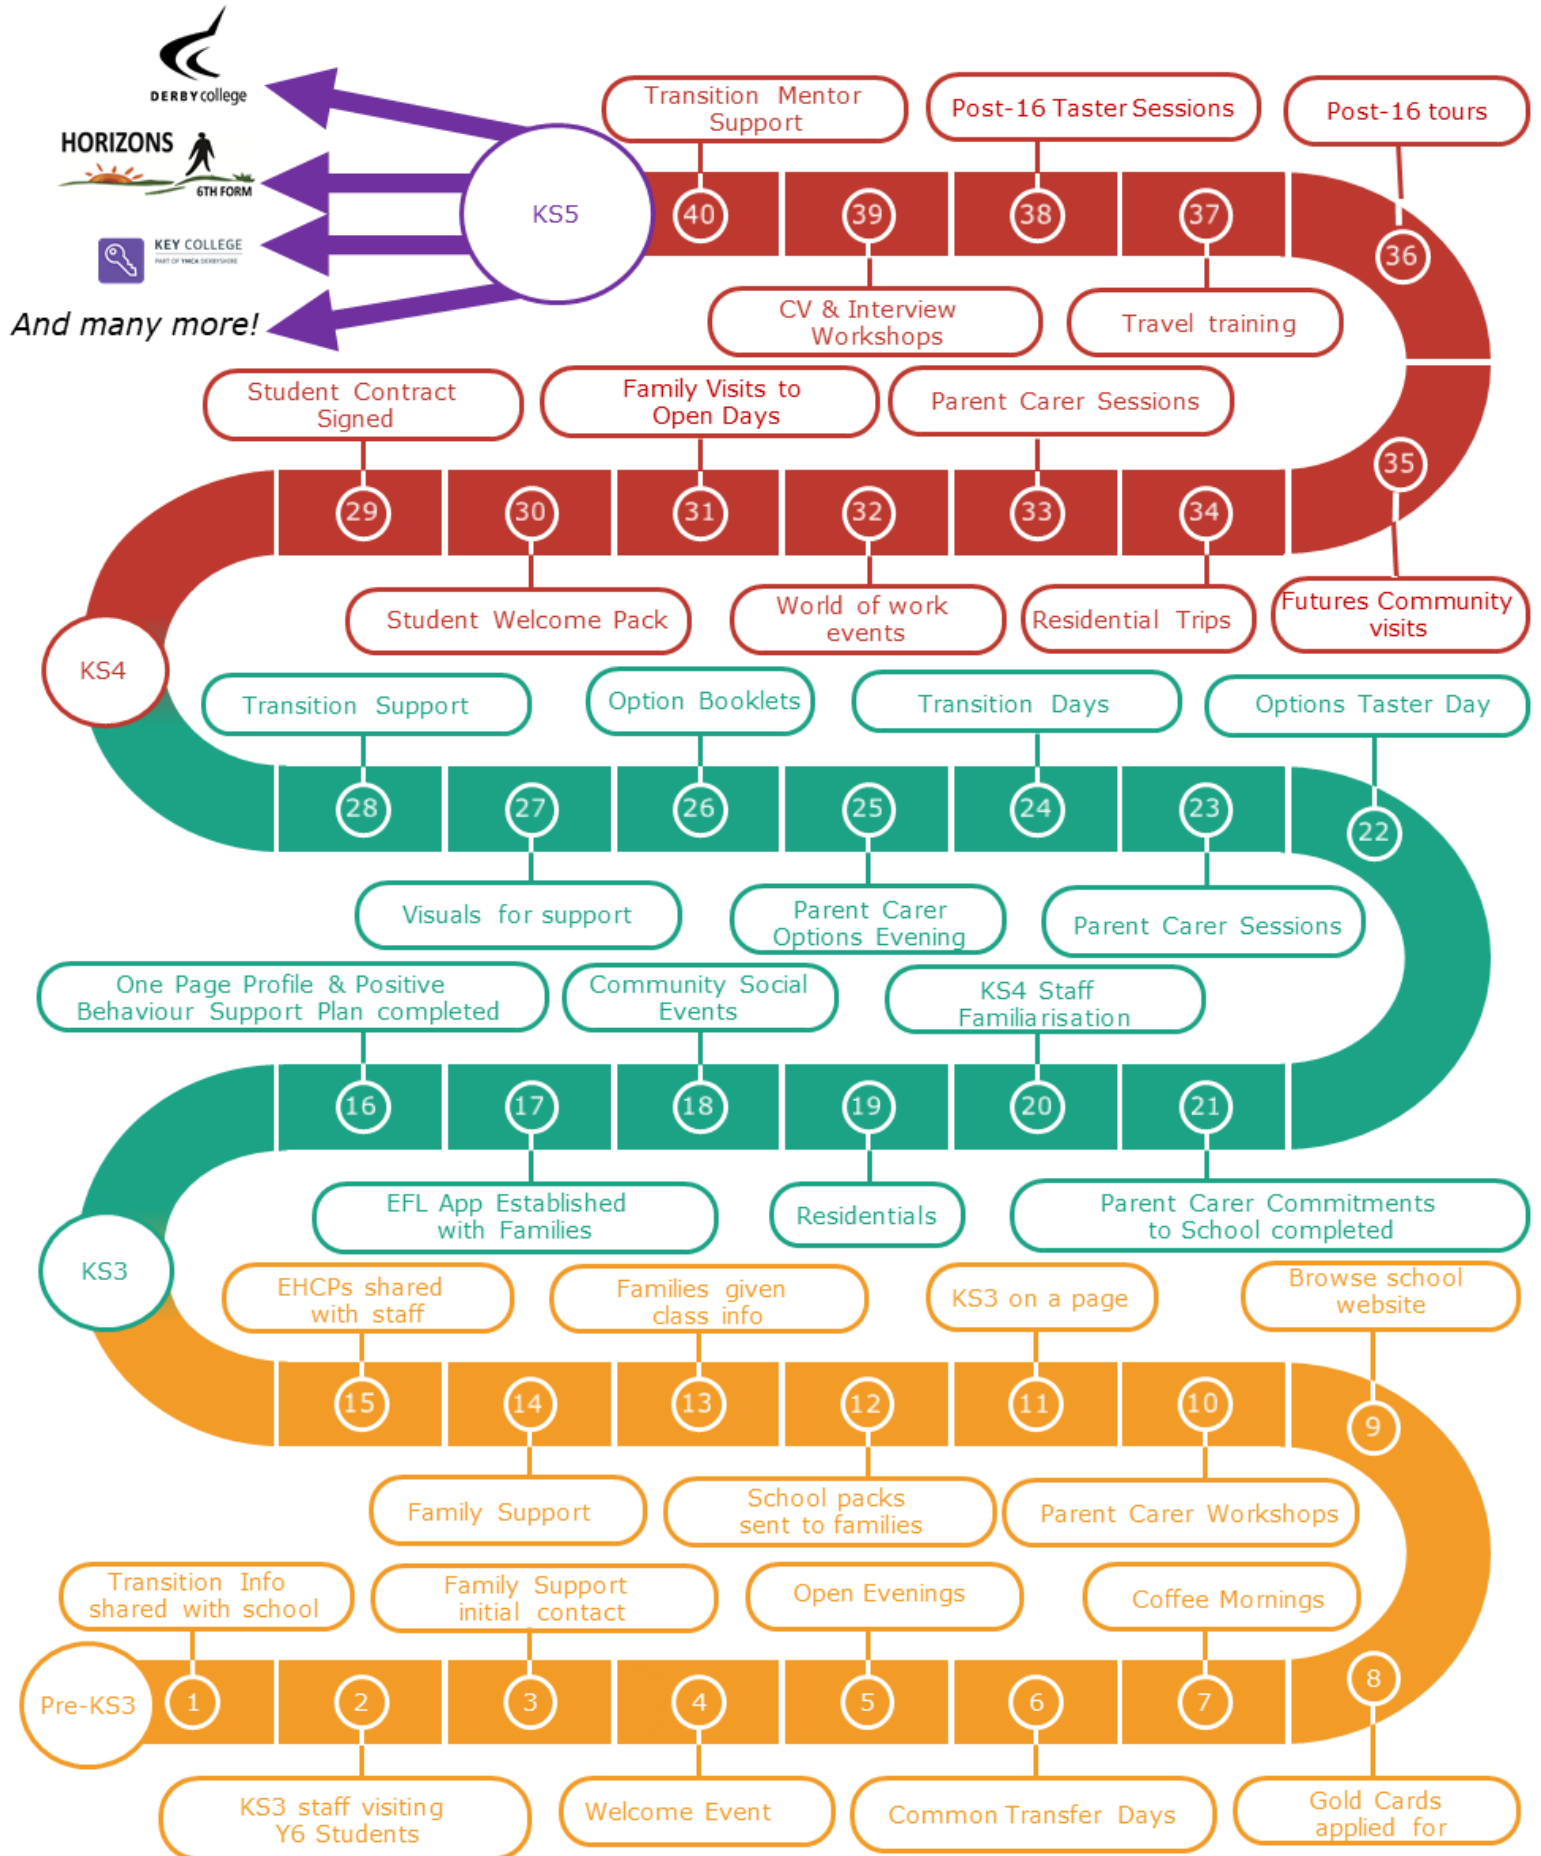 DERBY college
HORIZONS
6TH FORM
KEY COLLEGE
PART OF YMCA DERBYSHIRE
And many more!
KS5
Transition Mentor
Support
Post-16 Taster Sessions
Post-16 tours
40
39
38
37
36
CV & Interview
Workshops
Travel training
Student Contract
Signed
Family Visits to
Open Days
Parent Carer Sessions
35
29
30
31
32
33
34
Student Welcome Pack
World of work
events
Residential Trips
Futures Community
visits
KS4
Transition Support
Option Booklets
Transition Days
Options Taster Day
28
27
26
25
24
23
22
Visuals for support
Parent Carer
Options Evening
Parent Carer Sessions
One Page Profile & Positive
Behaviour Support Plan completed
Community Social
Events
KS4 Staff
Familiarisation
16
17
18
19
20
21
EFL App Established
with Families
Residentials
Parent Carer Commitments
to School completed
KS3
EHCPs shared
with staff
Families given
class info
KS3 on a page
Browse school
website
15
14
13
12
11
10
9
Family Support
School packs
sent to families
Parent Carer Workshops
Transition Info
shared with school
Family Support
initial contact
Open Evenings
Coffee Mornings
Pre-KS3
1
2
3
4
5
6
7
8
KS3 staff visiting
Y6 Students
Welcome Event
Common Transfer Days
Gold Cards
applied for